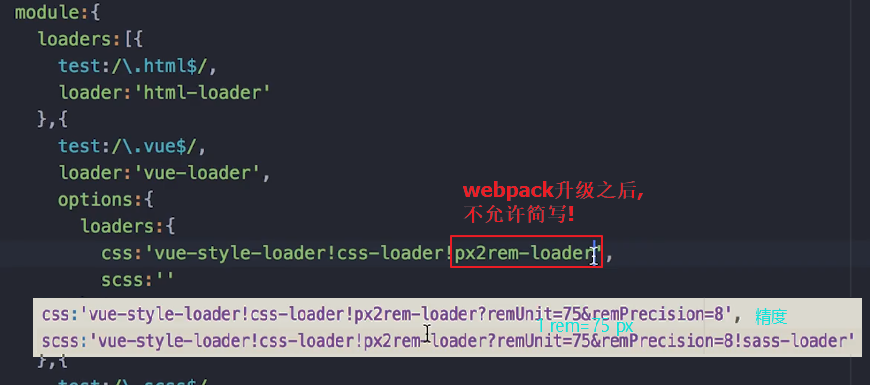 module:{
loaders:[{
test:/\.html$/,
loader:'html-loader'
},{
test:/\.vue$/,
loader:'vue-loader',
options:{
loaders:{
css:'vue-style-loader!css-loader!px2rem-loader',
scss:''
webpack升级之后,
不允许简写!
css:'vue-style-loader!css-loader!px2rem-loader?remUnit=75&remPrecision=8',
精度
1 rem=75 px
scss:'vue-style-loader!css-loader!px2rem-loader?remUnit=75&remPrecision=8!sass-loader'
},{
test:/\.scss$/,